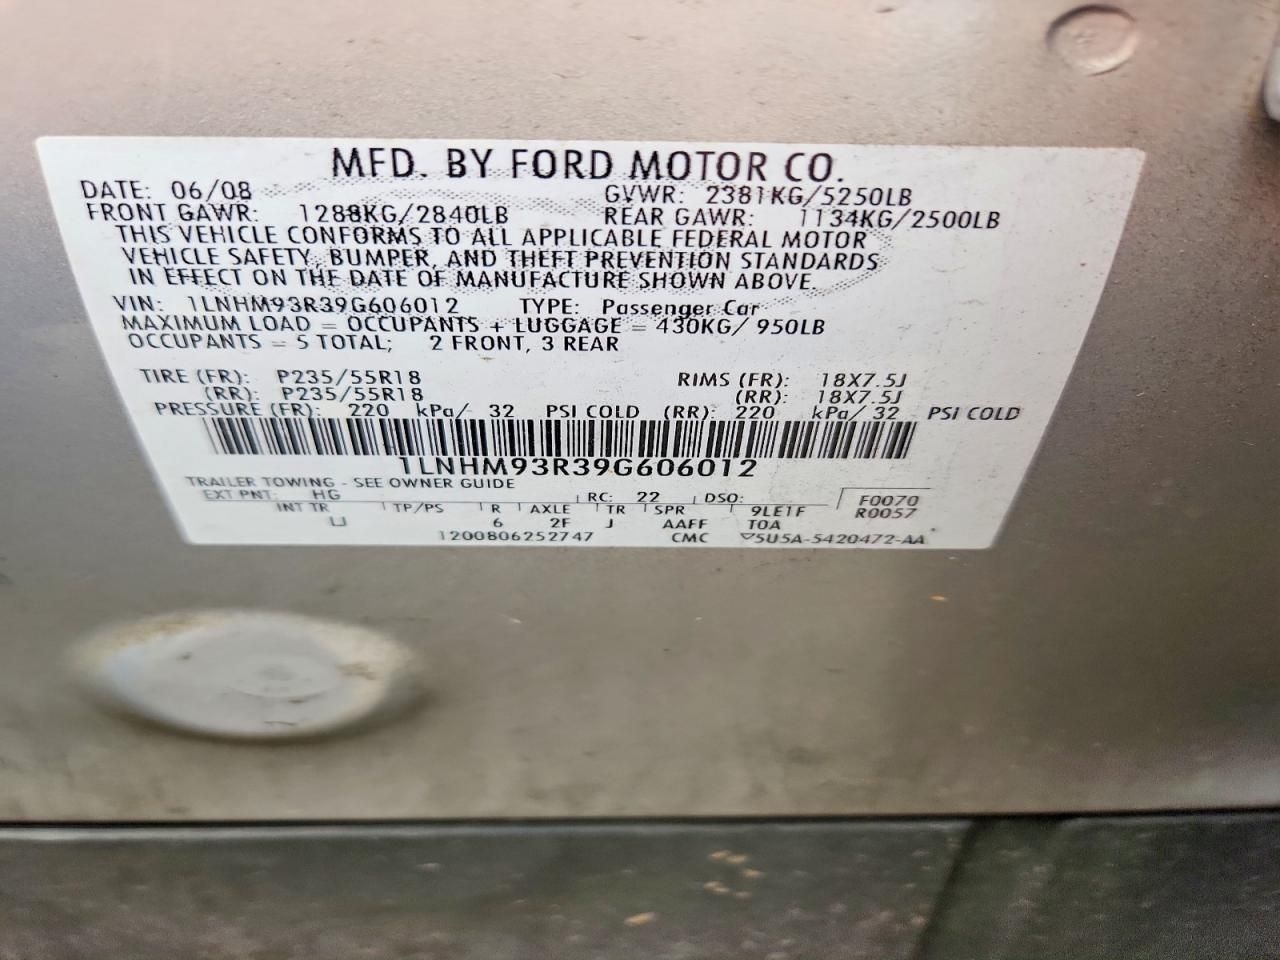 MFD. BY FORD MOTOR CO.
DATE: 06/08 GVWR: 2381KG/5250LB
FRONT GAWR: 1288KG/2840LB REAR GAWR: 1134KG/2500LB
THIS VEHICLE CONFORMS TO ALL APPLICABLE FEDERAL MOTOR
VEHICLE SAFETY, BUMPER, AND THEFT PREVENTION STANDARDS
IN EFFECT ON THE DATE OF MANUFACTURE SHOWN ABOVE.
VIN: 1LNHM93R39G606012 TYPE: Passenger Car
MAXIMUM LOAD = OCCUPANTS + LUGGAGE = 430KG/ 950LB
OCCUPANTS = 5 TOTAL; 2 FRONT, 3 REAR
TIRE (FR): P235/55R18 RIMS (FR): 18X7.5J
(RR): P235/55R18 (RR): 18X7.5J
PRESSURE (FR): 220 kPa/ 32 PSI COLD (RR): 220 kPa/ 32 PSI COLD
1LNHM93R39G606012
TRAILER TOWING - SEE OWNER GUIDE
EXT PNT: HG RC: 22 DSO: F0070
INT TR TP/PS R AXLE TR SPR 9LE1F R0057
LJ 6 2F J AAFF TOA
1200806252747 CMC ▽5U5A-5420472-AA